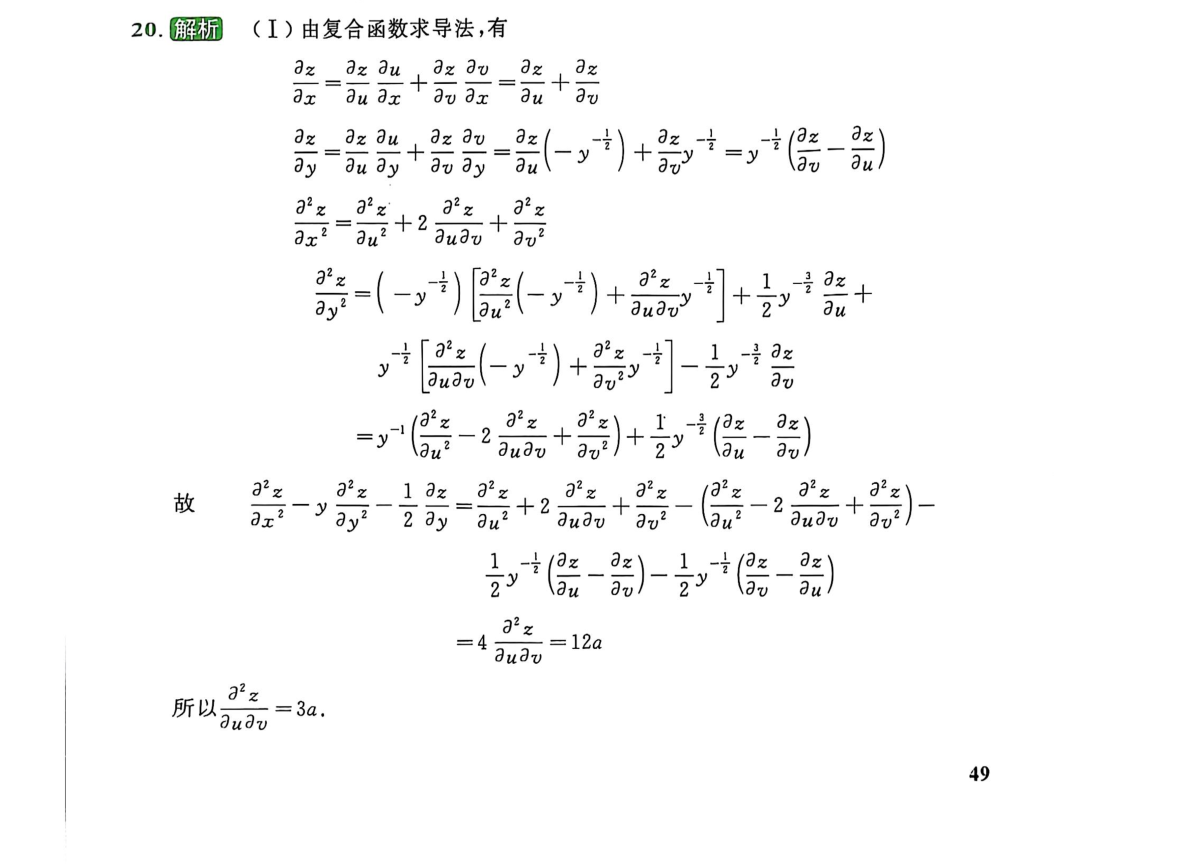 20. 解析 (Ⅰ)由复合函数求导法,有
∂z/∂x=∂z/∂u ∂u/∂x+∂z/∂v ∂v/∂x=∂z/∂u+∂z/∂v
∂z/∂y=∂z/∂u ∂u/∂y+∂z/∂v ∂v/∂y=∂z/∂u(-y^{-1/2})+∂z/∂v y^{-1/2}=y^{-1/2}(∂z/∂v-∂z/∂u)
∂²z/∂x²=∂²z/∂u²+2 ∂²z/∂u∂v+∂²z/∂v²
∂²z/∂y²=(-y^{-1/2})[∂²z/∂u²(-y^{-1/2})+∂²z/∂u∂v y^{-1/2}]+1/2 y^{-3/2} ∂z/∂u+
y^{-1/2}[∂²z/∂u∂v(-y^{-1/2})+∂²z/∂v² y^{-1/2}]-1/2 y^{-3/2} ∂z/∂v
=y^{-1}(∂²z/∂u²-2 ∂²z/∂u∂v+∂²z/∂v²)+1/2 y^{-3/2}(∂z/∂u-∂z/∂v)
故 ∂²z/∂x²-y ∂²z/∂y²-1/2 ∂z/∂y=∂²z/∂u²+2 ∂²z/∂u∂v+∂²z/∂v²-(∂²z/∂u²-2 ∂²z/∂u∂v+∂²z/∂v²)-
1/2 y^{-1/2}(∂z/∂u-∂z/∂v)-1/2 y^{-1/2}(∂z/∂v-∂z/∂u)
=4 ∂²z/∂u∂v=12a
所以 ∂²z/∂u∂v=3a.
49